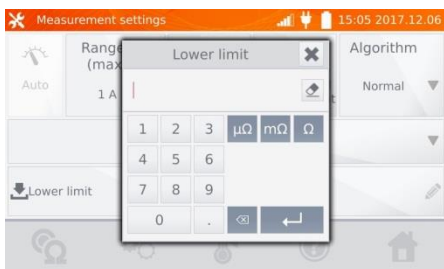 Measurement settings 15:05 2017.12.06
Range Lower limit Algorithm
(max
Auto 1 A Normal
1 2 3 μΩ mΩ Ω
4 5 6
Lower limit 7 8 9
0 .